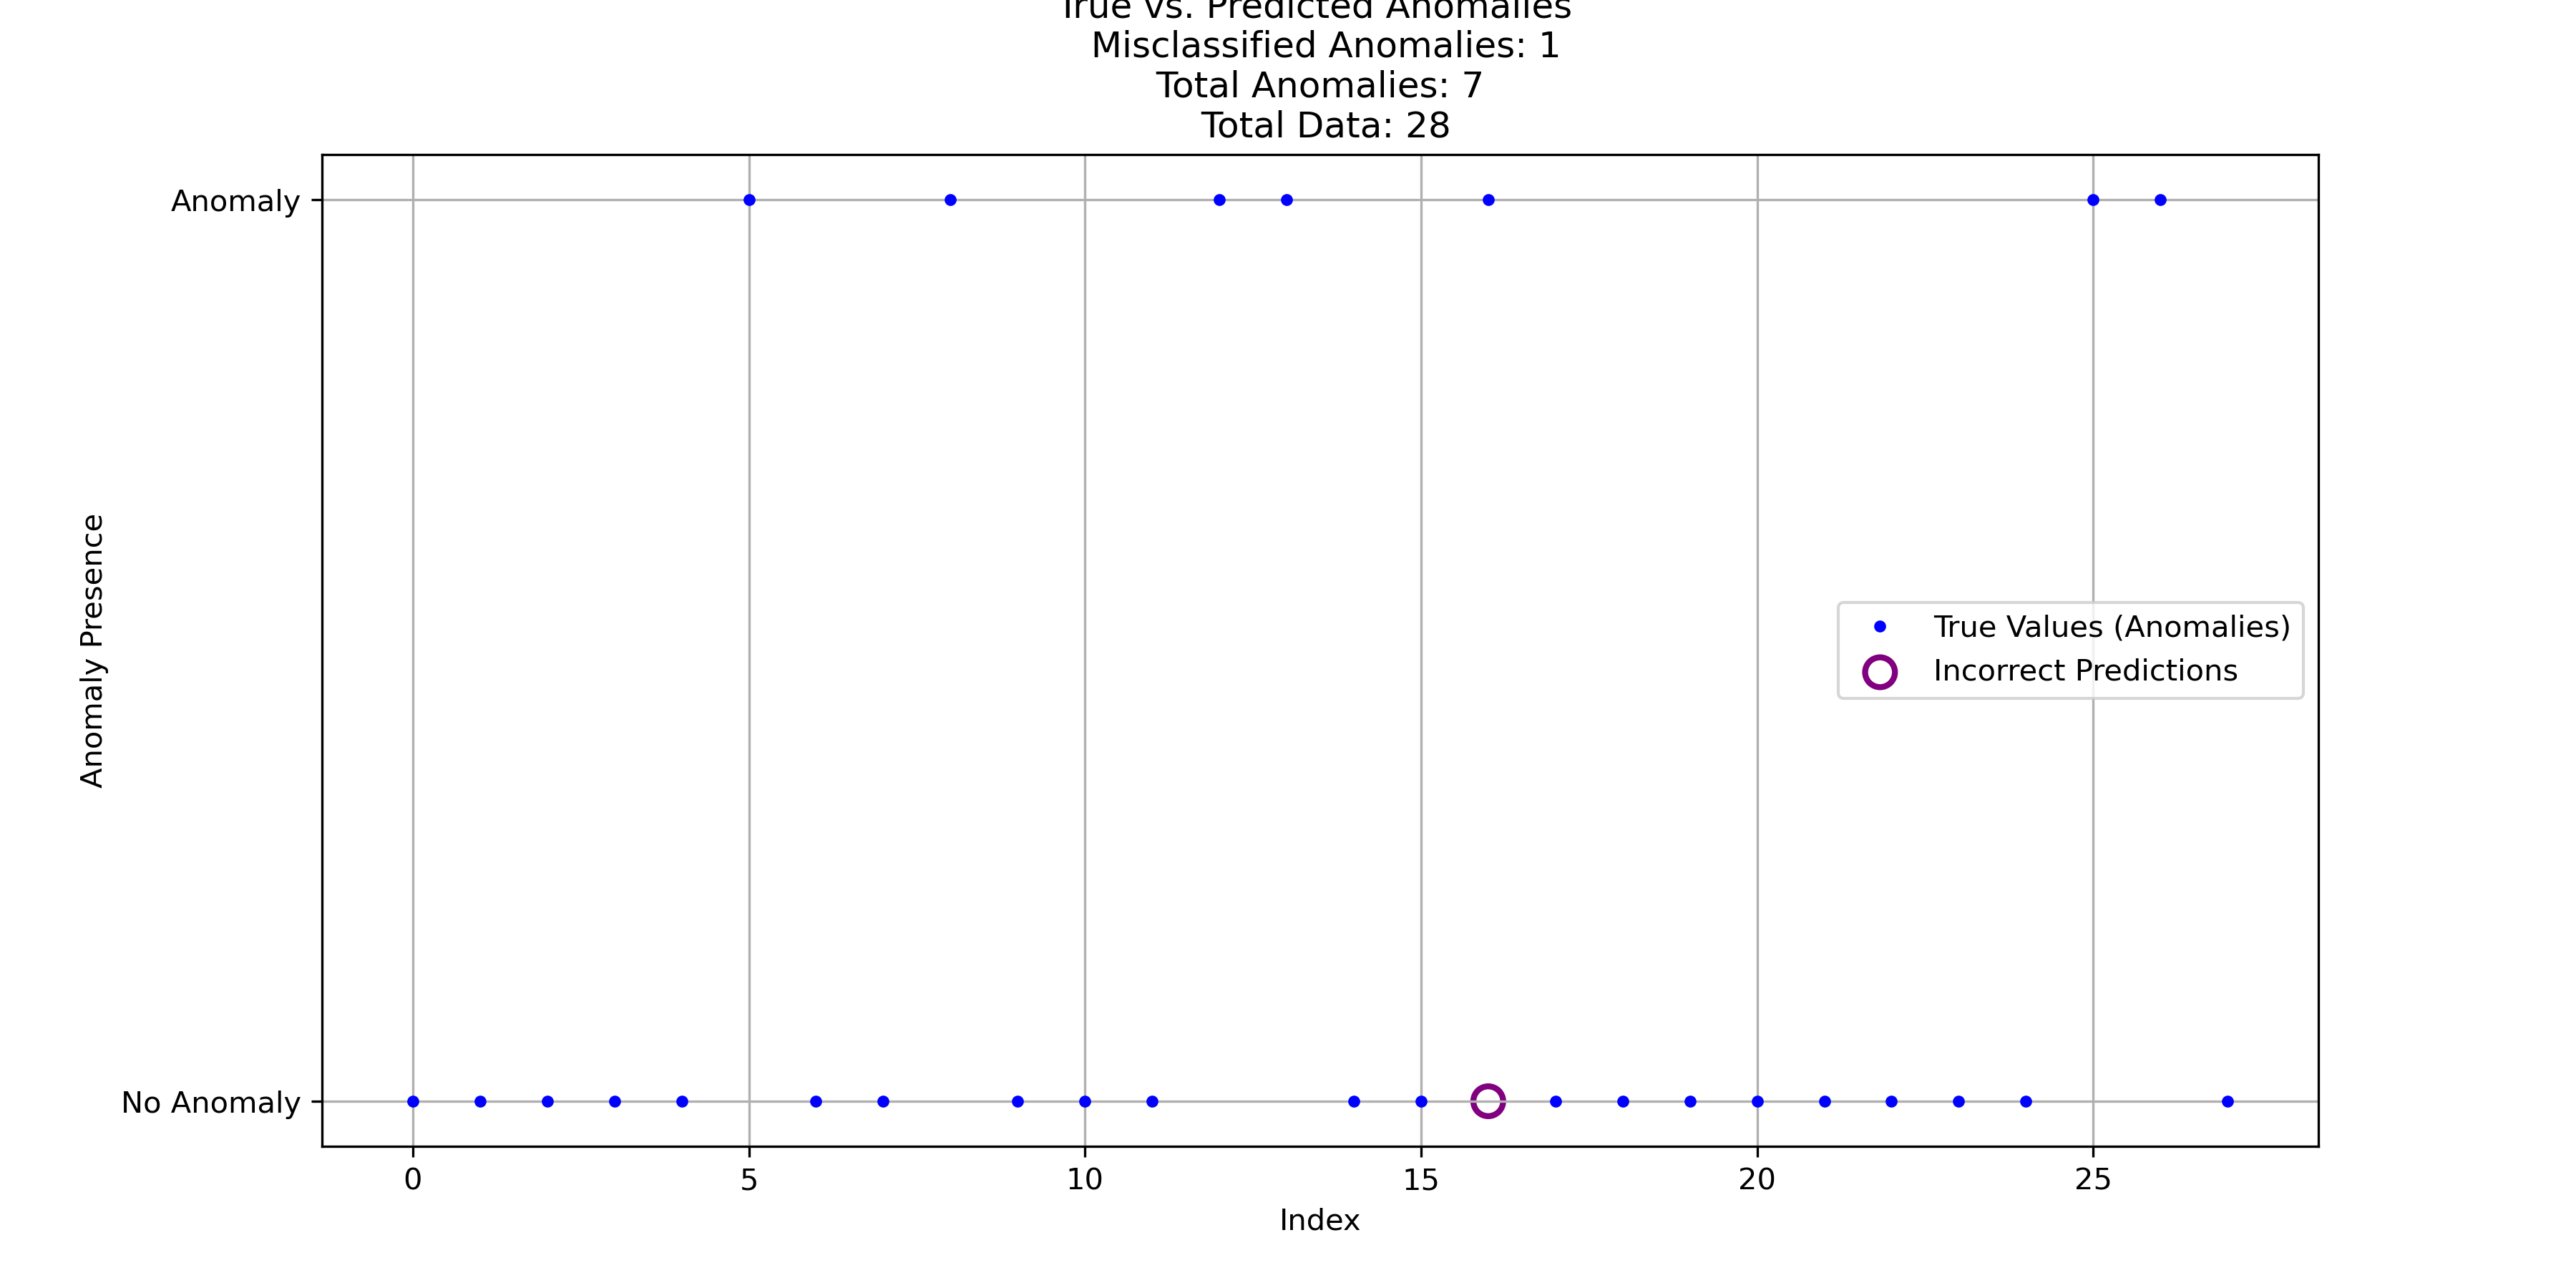 True vs. Predicted Anomalies
Misclassified Anomalies: 1
Total Anomalies: 7
Total Data: 28
Anomaly
Anomaly Presence
True Values (Anomalies)
Incorrect Predictions
No Anomaly
0 5 10 15 20 25
Index